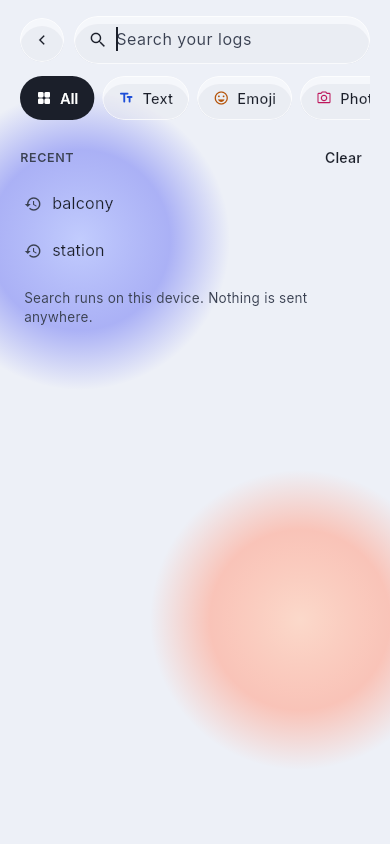 Search your logs
All
Text
Emoji
Phot
RECENT
Clear
balcony
station
Search runs on this device. Nothing is sent
anywhere.